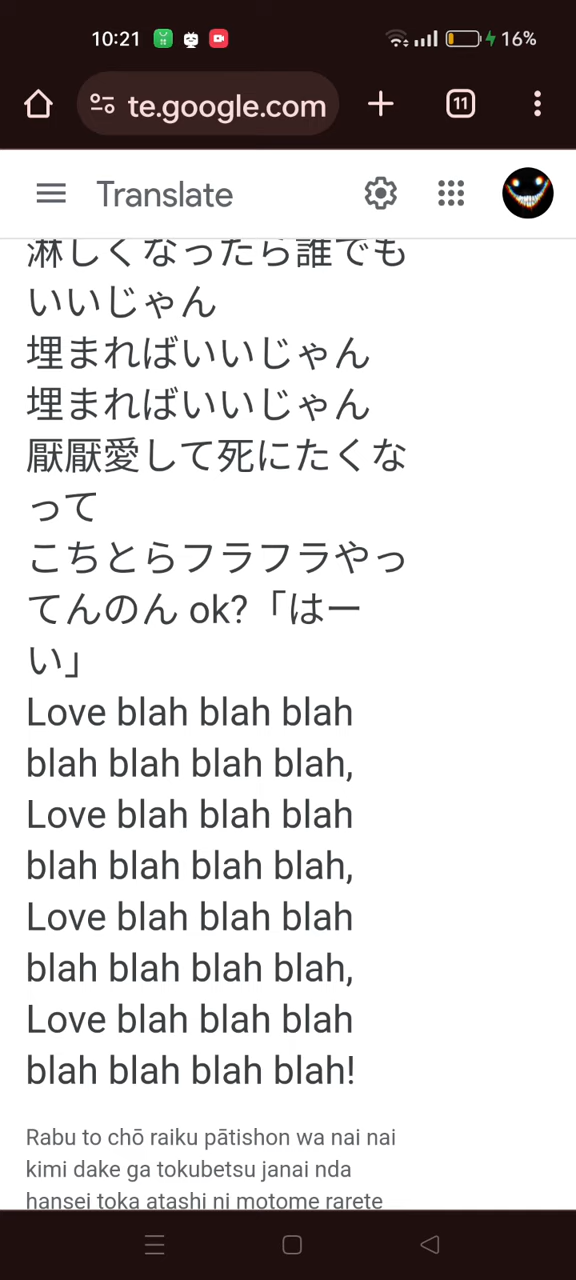 10:21
16%
te.google.com
11
Translate
淋しくなったら誰でも
いいじゃん
埋まればいいじゃん
埋まればいいじゃん
厭厭愛して死にたくな
って
こちとらフラフラやっ
てんのん ok?「はー
い」
Love blah blah blah
blah blah blah blah,
Love blah blah blah
blah blah blah blah,
Love blah blah blah
blah blah blah blah,
Love blah blah blah
blah blah blah blah!
Rabu to chō raiku pātishon wa nai nai
kimi dake ga tokubetsu janai nda
hansei toka atashi ni motome rarete